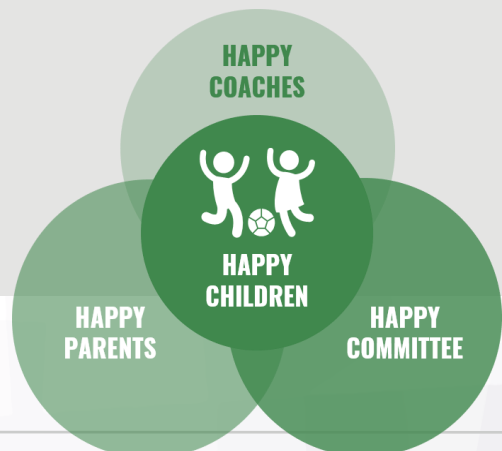 HAPPY
COACHES
HAPPY
CHILDREN
HAPPY
PARENTS
HAPPY
COMMITTEE